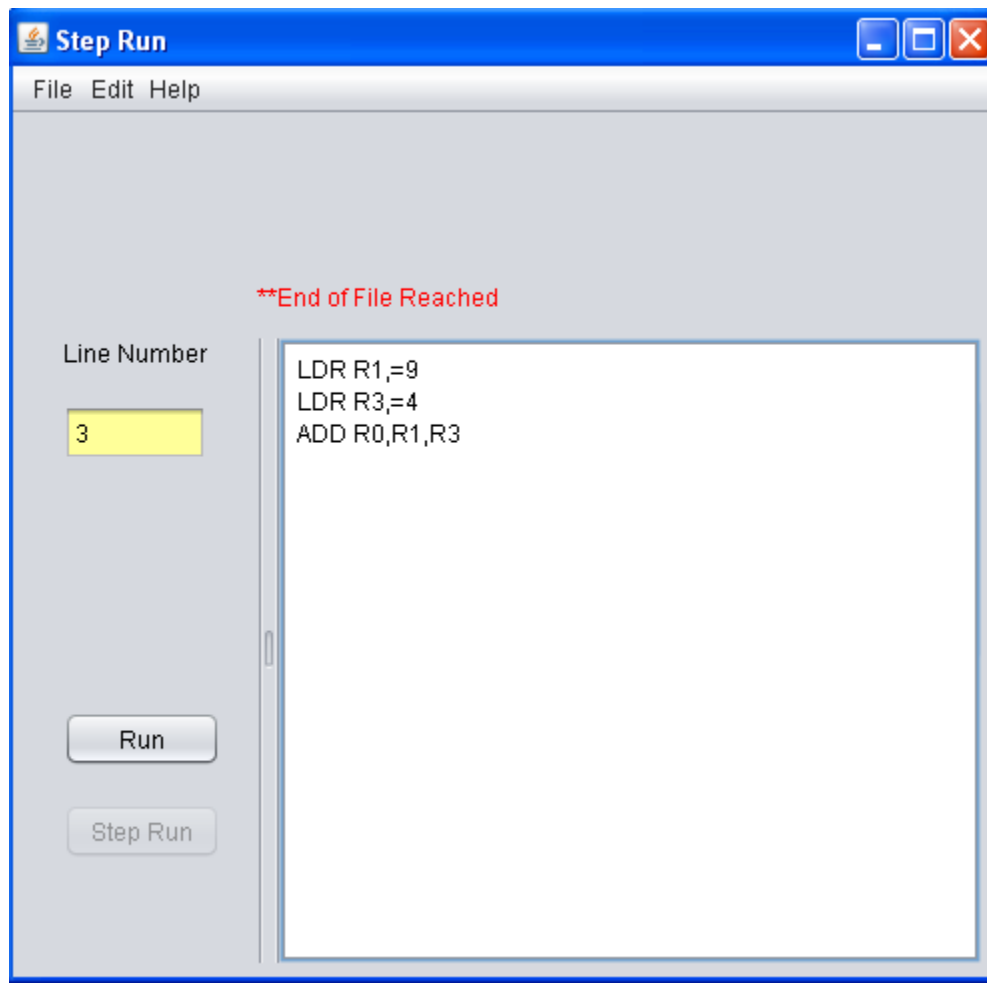 Step Run
File Edit Help
**End of File Reached
Line Number
3
LDR R1,=9
LDR R3,=4
ADD R0,R1,R3
Run
Step Run